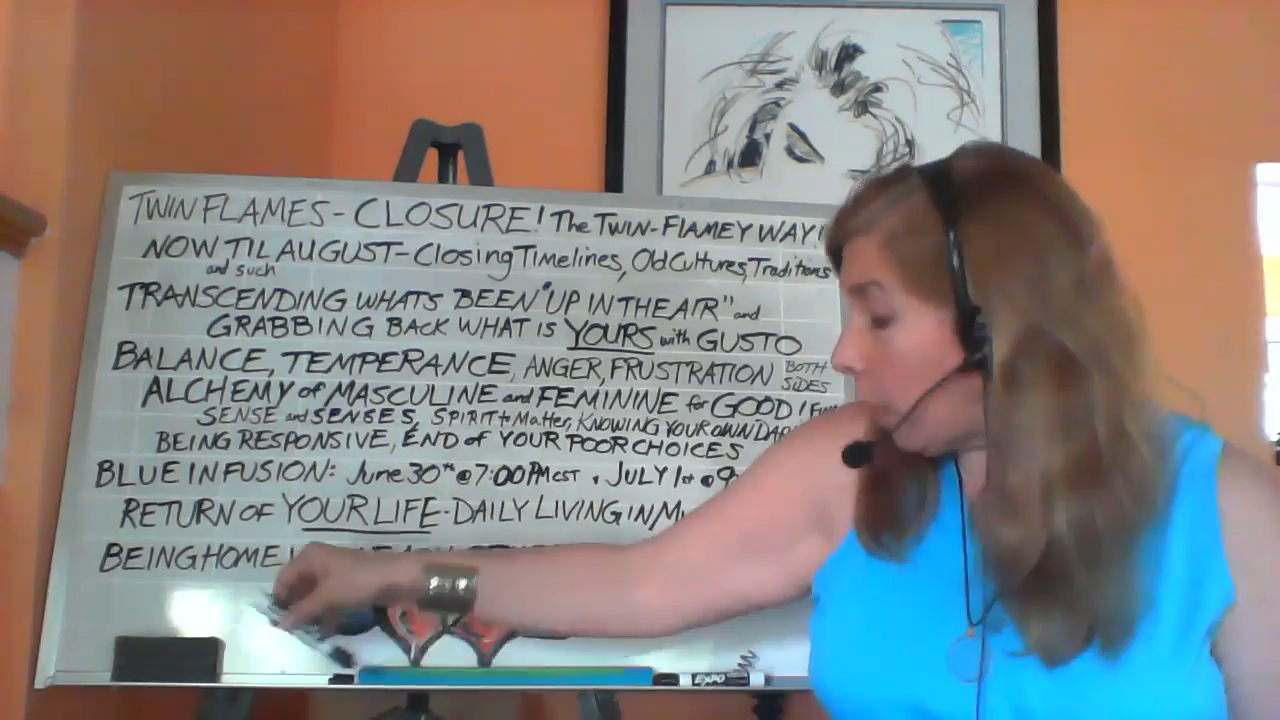 TWIN FLAMES - CLOSURE! The TWIN-FLAMEY WAY!
NOW TIL AUGUST - Closing Timelines, Old Cultures, Traditions
and such
TRANSCENDING WHATS BEEN "UP IN THE AIR" and
GRABBING BACK WHAT IS YOURS with GUSTO
BALANCE, TEMPERANCE, ANGER, FRUSTRATION BOTH SIDES
ALCHEMY of MASCULINE and FEMININE for GOOD!
SENSE and SENSES, SPIRIT to Matter, KNOWING YOUR OWN
BEING RESPONSIVE, END of YOUR POOR CHOICES
BLUE INFUSION: June 30th @ 7:00 PM CST . JULY 1st @ 9
RETURN OF YOUR LIFE - DAILY LIVING IN
BEING HOME
EXPO